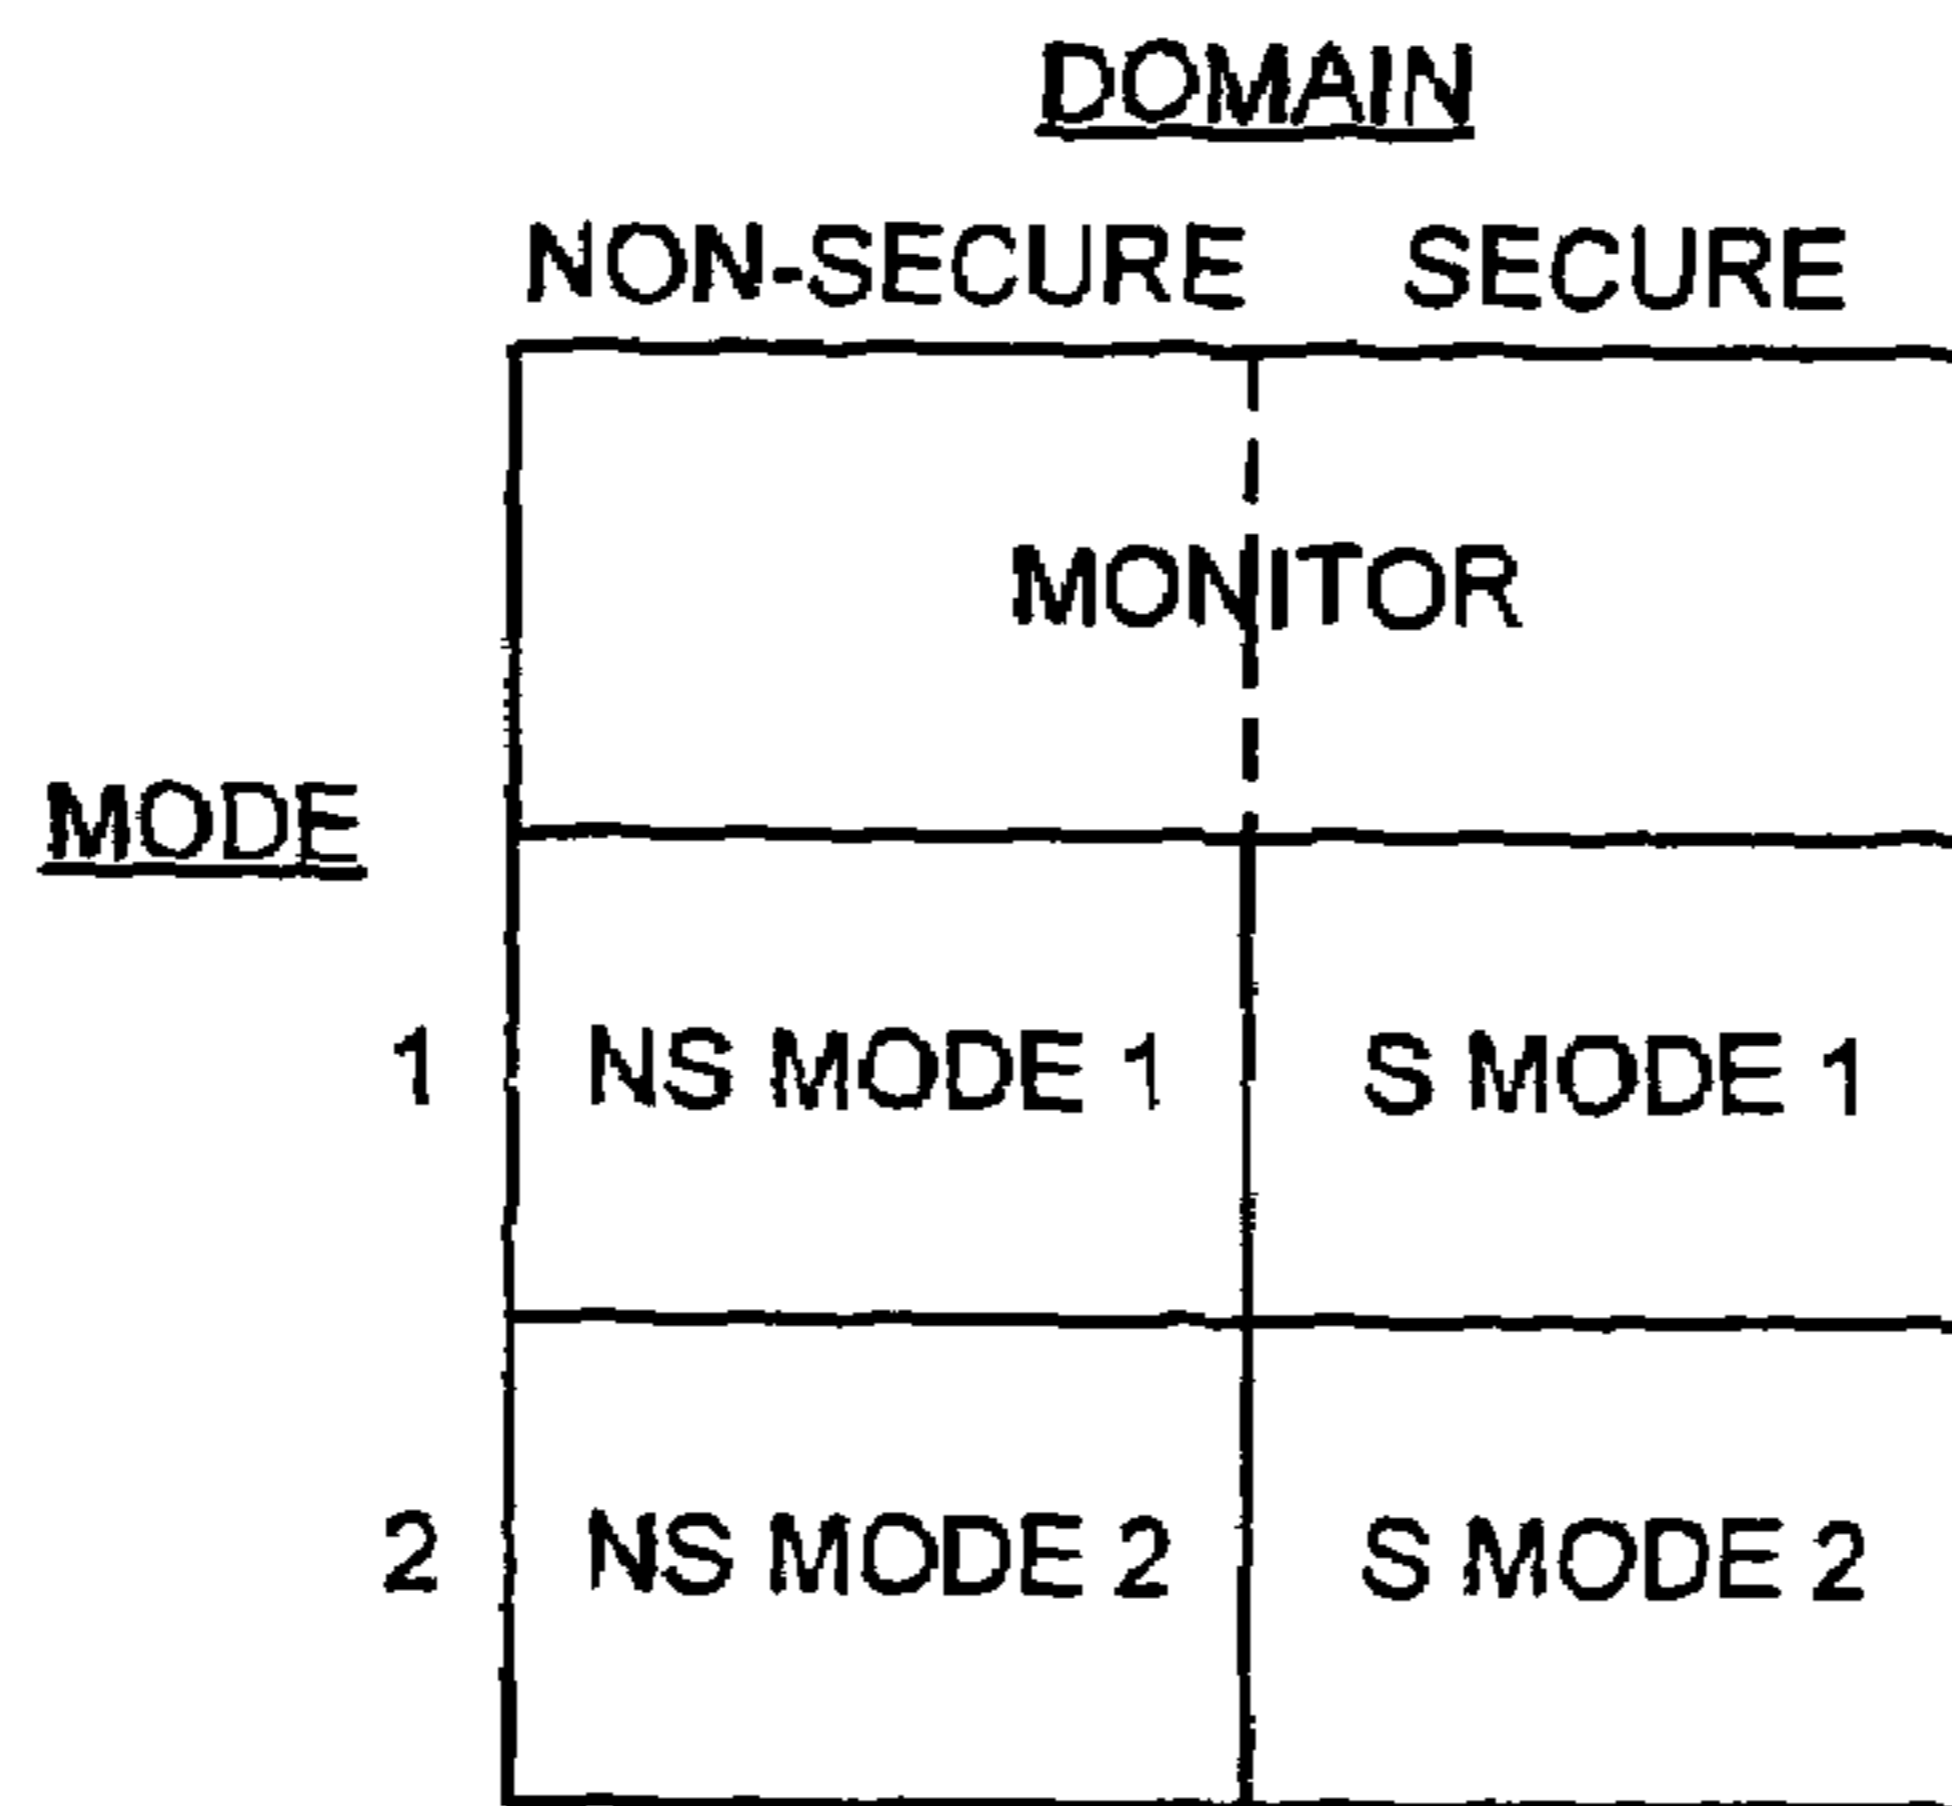 DOMAIN
NON-SECURE SECURE
MONITOR
MODE
1 NS MODE 1 S MODE 1
2 NS MODE 2 S MODE 2